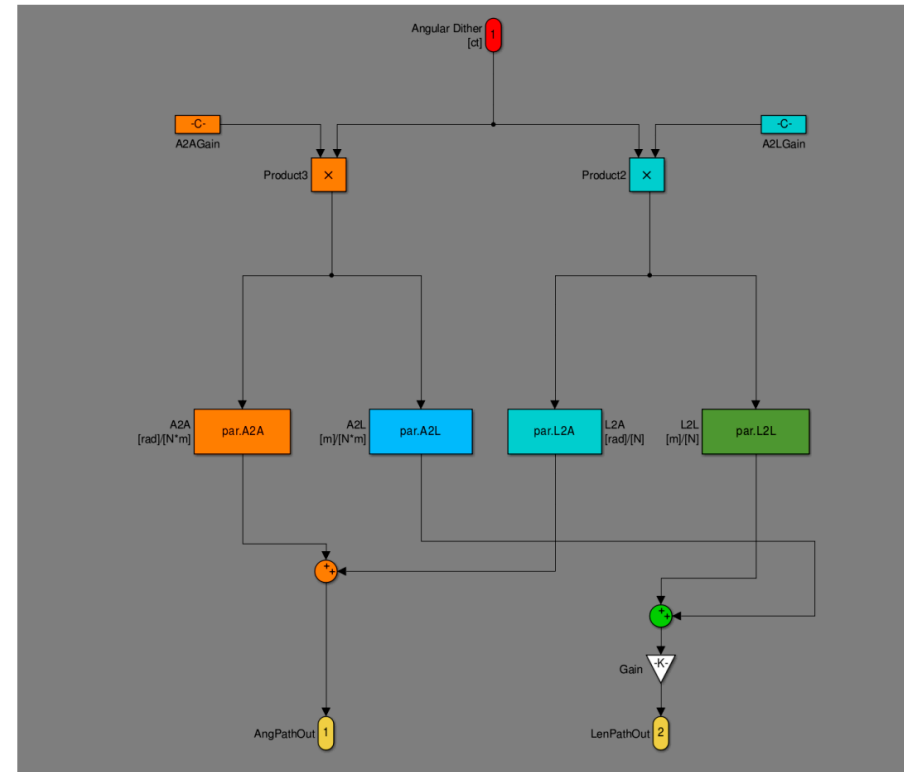 Angular Dither
[ct]
1
-C-
A2AGain
-C-
A2LGain
Product3
×
Product2
×
A2A
[rad]/[N*m]
par.A2A
A2L
[m]/[N*m]
par.A2L
par.L2A
L2A
[rad]/[N]
L2L
[m]/[N]
par.L2L
+
+
+
+
Gain
-K-
AngPathOut
1
LenPathOut
2